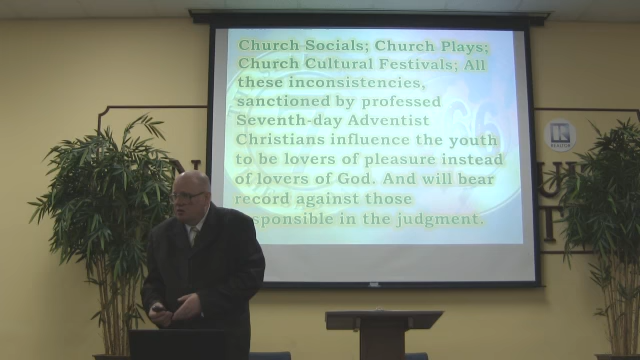 Church Socials; Church Plays;
Church Cultural Festivals; All
these inconsistencies,
sanctioned by professed
Seventh-day Adventist
Christians influence the youth
to be lovers of pleasure instead
of lovers of God. And will bear
record against those
responsible in the judgment.
REALTOR